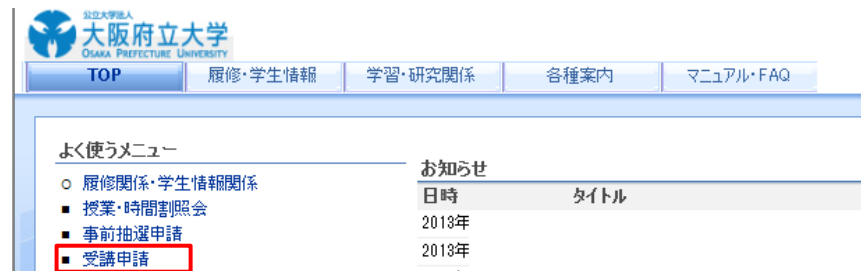 公立大学法人
大阪府立大学
OSAKA PREFECTURE UNIVERSITY
TOP 履修・学生情報 学習・研究関係 各種案内 マニュアル・FAQ
よく使うメニュー
履修関係・学生情報関係
授業・時間割照会
事前抽選申請
受講申請
お知らせ
日時 タイトル
2013年
2013年